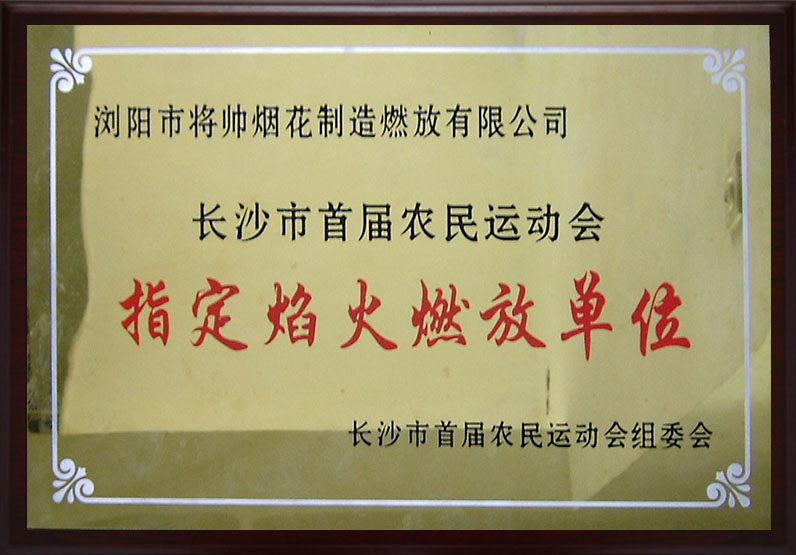 浏阳市将帅烟花制造燃放有限公司
长沙市首届农民运动会
指定焰火燃放单位
长沙市首届农民运动会组委会